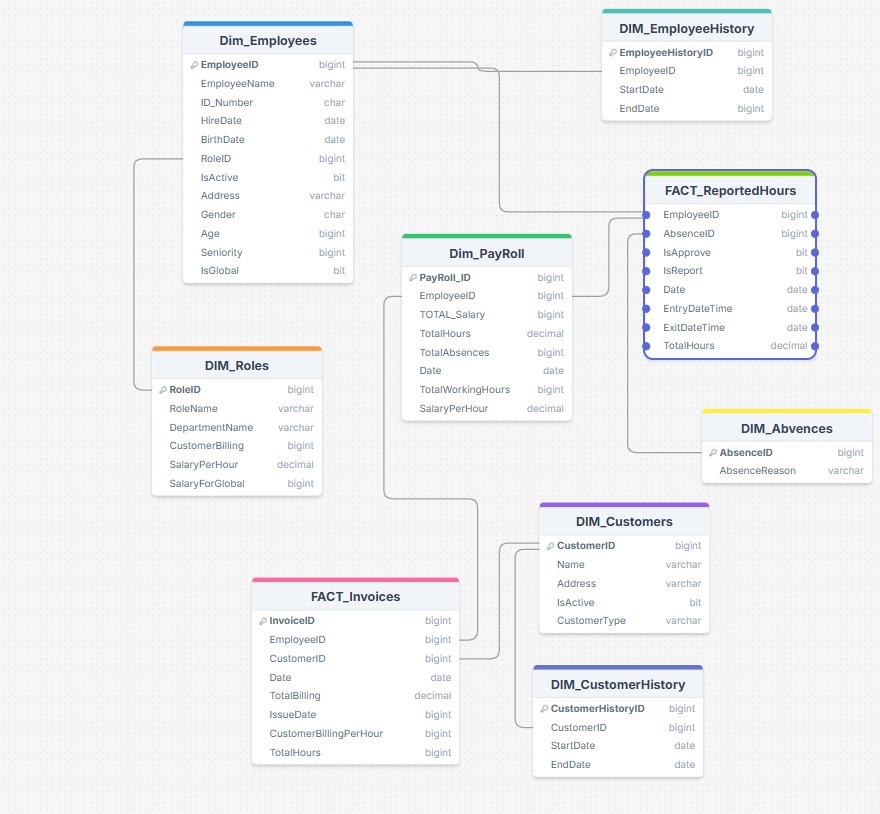 Dim_Employees
EmployeeID bigint
EmployeeName varchar
ID_Number char
HireDate date
BirthDate date
RoleID bigint
IsActive bit
Address varchar
Gender char
Age bigint
Seniority bigint
IsGlobal bit
DIM_EmployeeHistory
EmployeeHistoryID bigint
EmployeeID bigint
StartDate date
EndDate bigint
FACT_ReportedHours
EmployeeID bigint
AbsenceID bigint
IsApprove bit
IsReport bit
Date date
EntryDateTime date
ExitDateTime date
TotalHours decimal
Dim_PayRoll
PayRoll_ID bigint
EmployeeID bigint
TOTAL_Salary bigint
TotalHours decimal
TotalAbsences bigint
Date date
TotalWorkingHours bigint
SalaryPerHour decimal
DIM_Roles
RoleID bigint
RoleName varchar
DepartmentName varchar
CustomerBilling bigint
SalaryPerHour decimal
SalaryForGlobal bigint
DIM_Abvences
AbsenceID bigint
AbsenceReason varchar
DIM_Customers
CustomerID bigint
Name varchar
Address varchar
IsActive bit
CustomerType varchar
FACT_Invoices
InvoiceID bigint
EmployeeID bigint
CustomerID bigint
Date date
TotalBilling decimal
IssueDate bigint
CustomerBillingPerHour bigint
TotalHours bigint
DIM_CustomerHistory
CustomerHistoryID bigint
CustomerID bigint
StartDate date
EndDate date